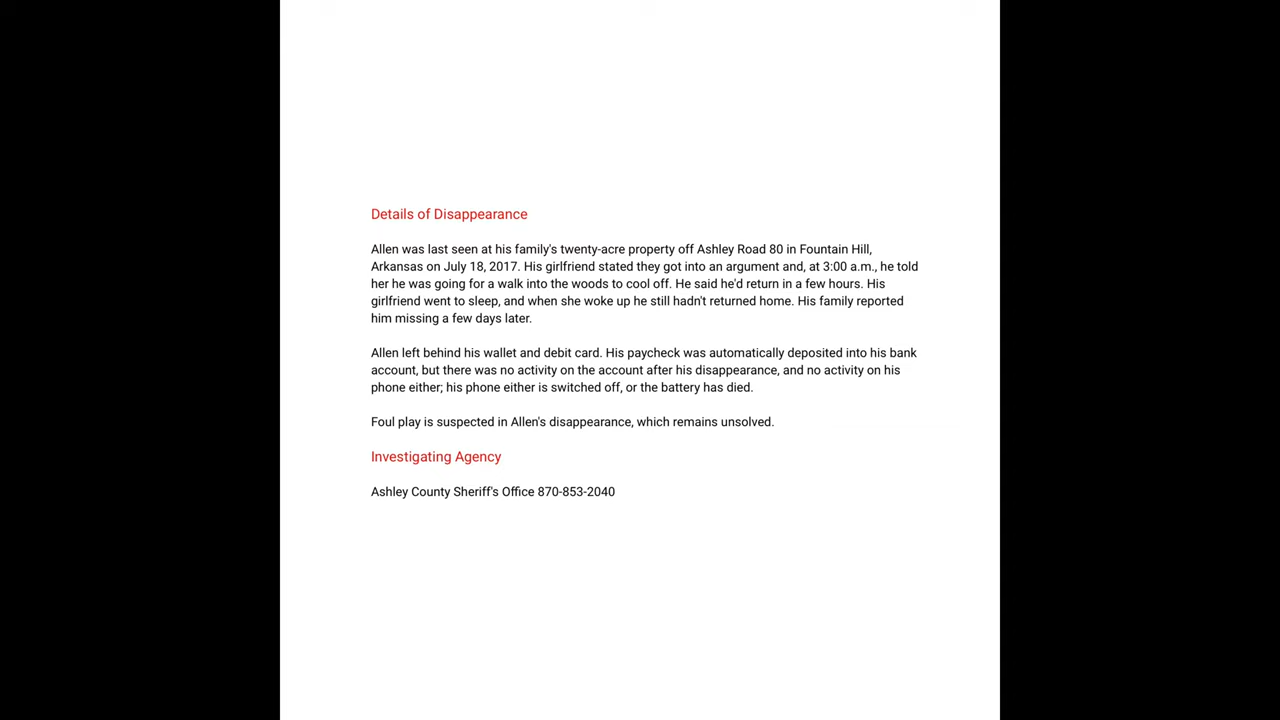 Details of Disappearance
Allen was last seen at his family's twenty-acre property off Ashley Road 80 in Fountain Hill,
Arkansas on July 18, 2017. His girlfriend stated they got into an argument and, at 3:00 a.m., he told
her he was going for a walk into the woods to cool off. He said he'd return in a few hours. His
girlfriend went to sleep, and when she woke up he still hadn't returned home. His family reported
him missing a few days later.
Allen left behind his wallet and debit card. His paycheck was automatically deposited into his bank
account, but there was no activity on the account after his disappearance, and no activity on his
phone either; his phone either is switched off, or the battery has died.
Foul play is suspected in Allen's disappearance, which remains unsolved.
Investigating Agency
Ashley County Sheriff's Office 870-853-2040